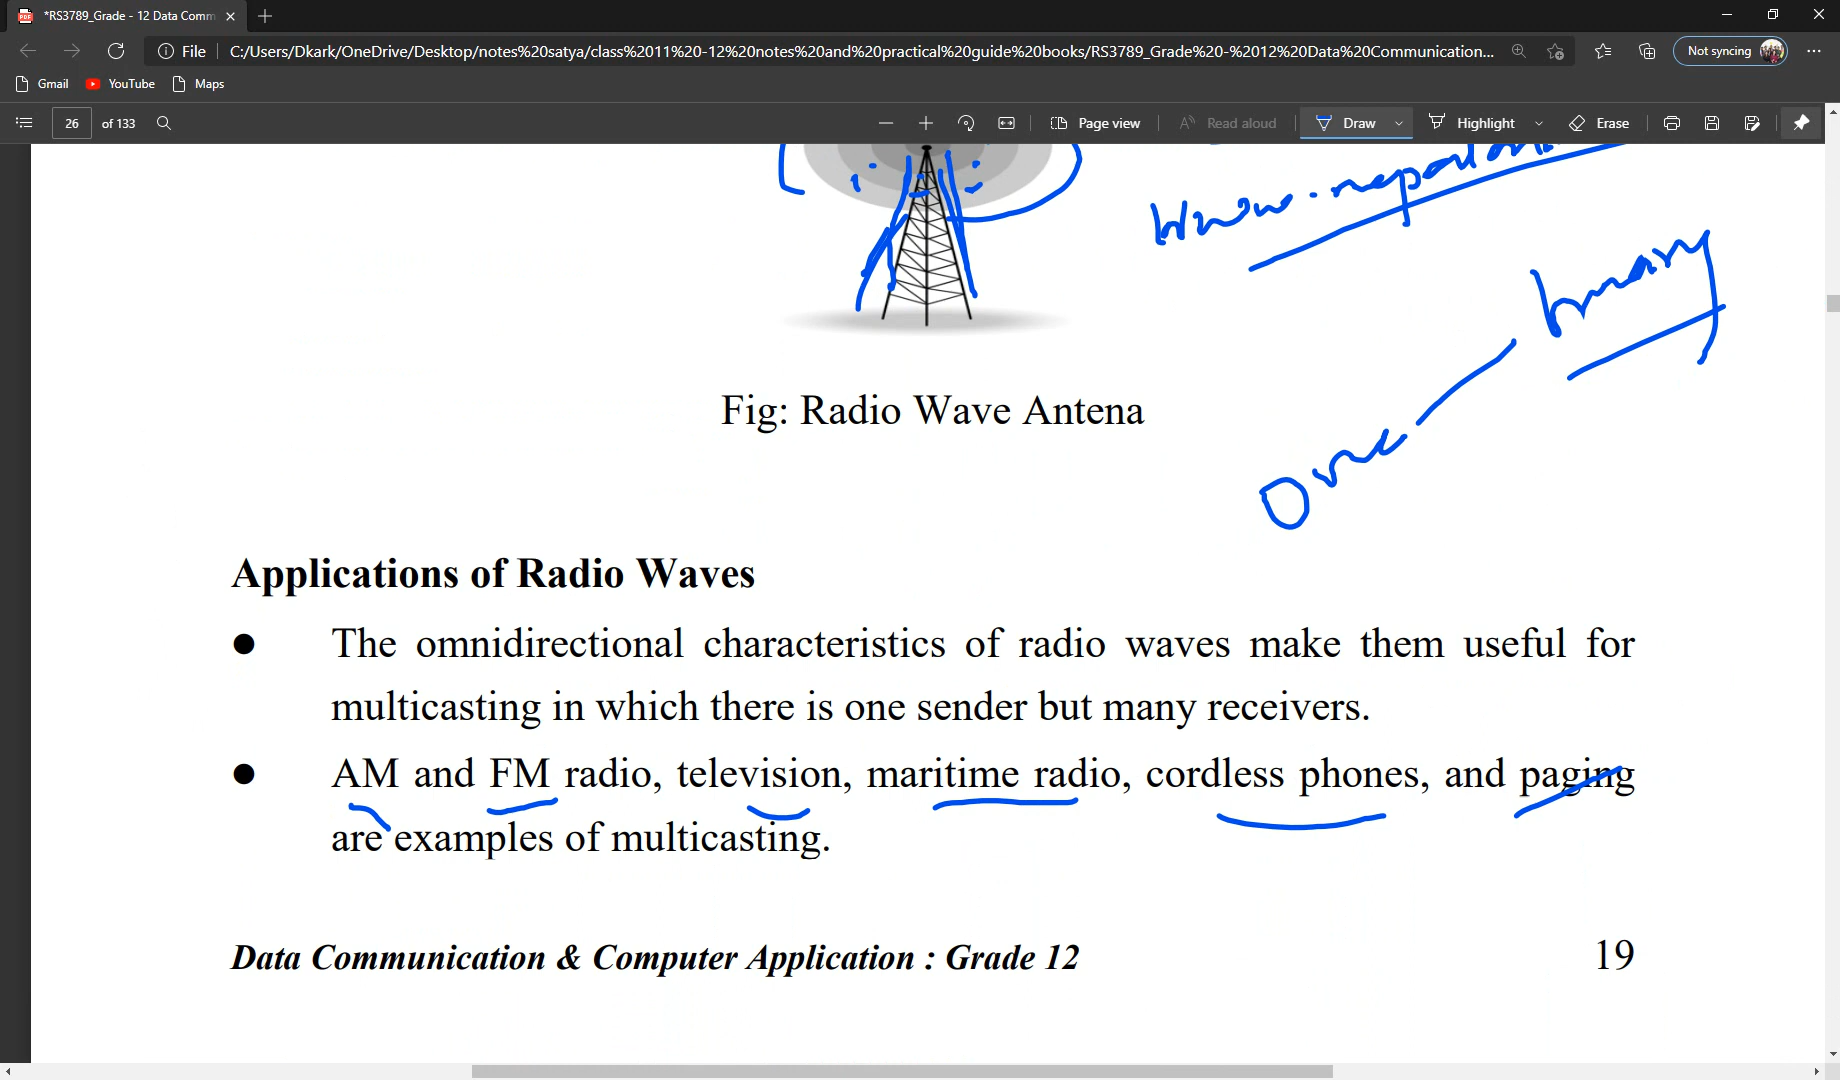 *RS3789_Grade - 12 Data Comm
File C:/Users/Dkark/OneDrive/Desktop/notes%20satya/class%2011%20-12%20notes%20and%20practical%20guide%20books/RS3789_Grade%20-%2012%20Data%20Communication... Not syncing
Gmail YouTube Maps
26 of 133 Page view Read aloud Draw Highlight Erase
many
One
Fig: Radio Wave Antena
Applications of Radio Waves
● The omnidirectional characteristics of radio waves make them useful for
multicasting in which there is one sender but many receivers.
● AM and FM radio, television, maritime radio, cordless phones, and paging
are examples of multicasting.
Data Communication & Computer Application : Grade 12 19